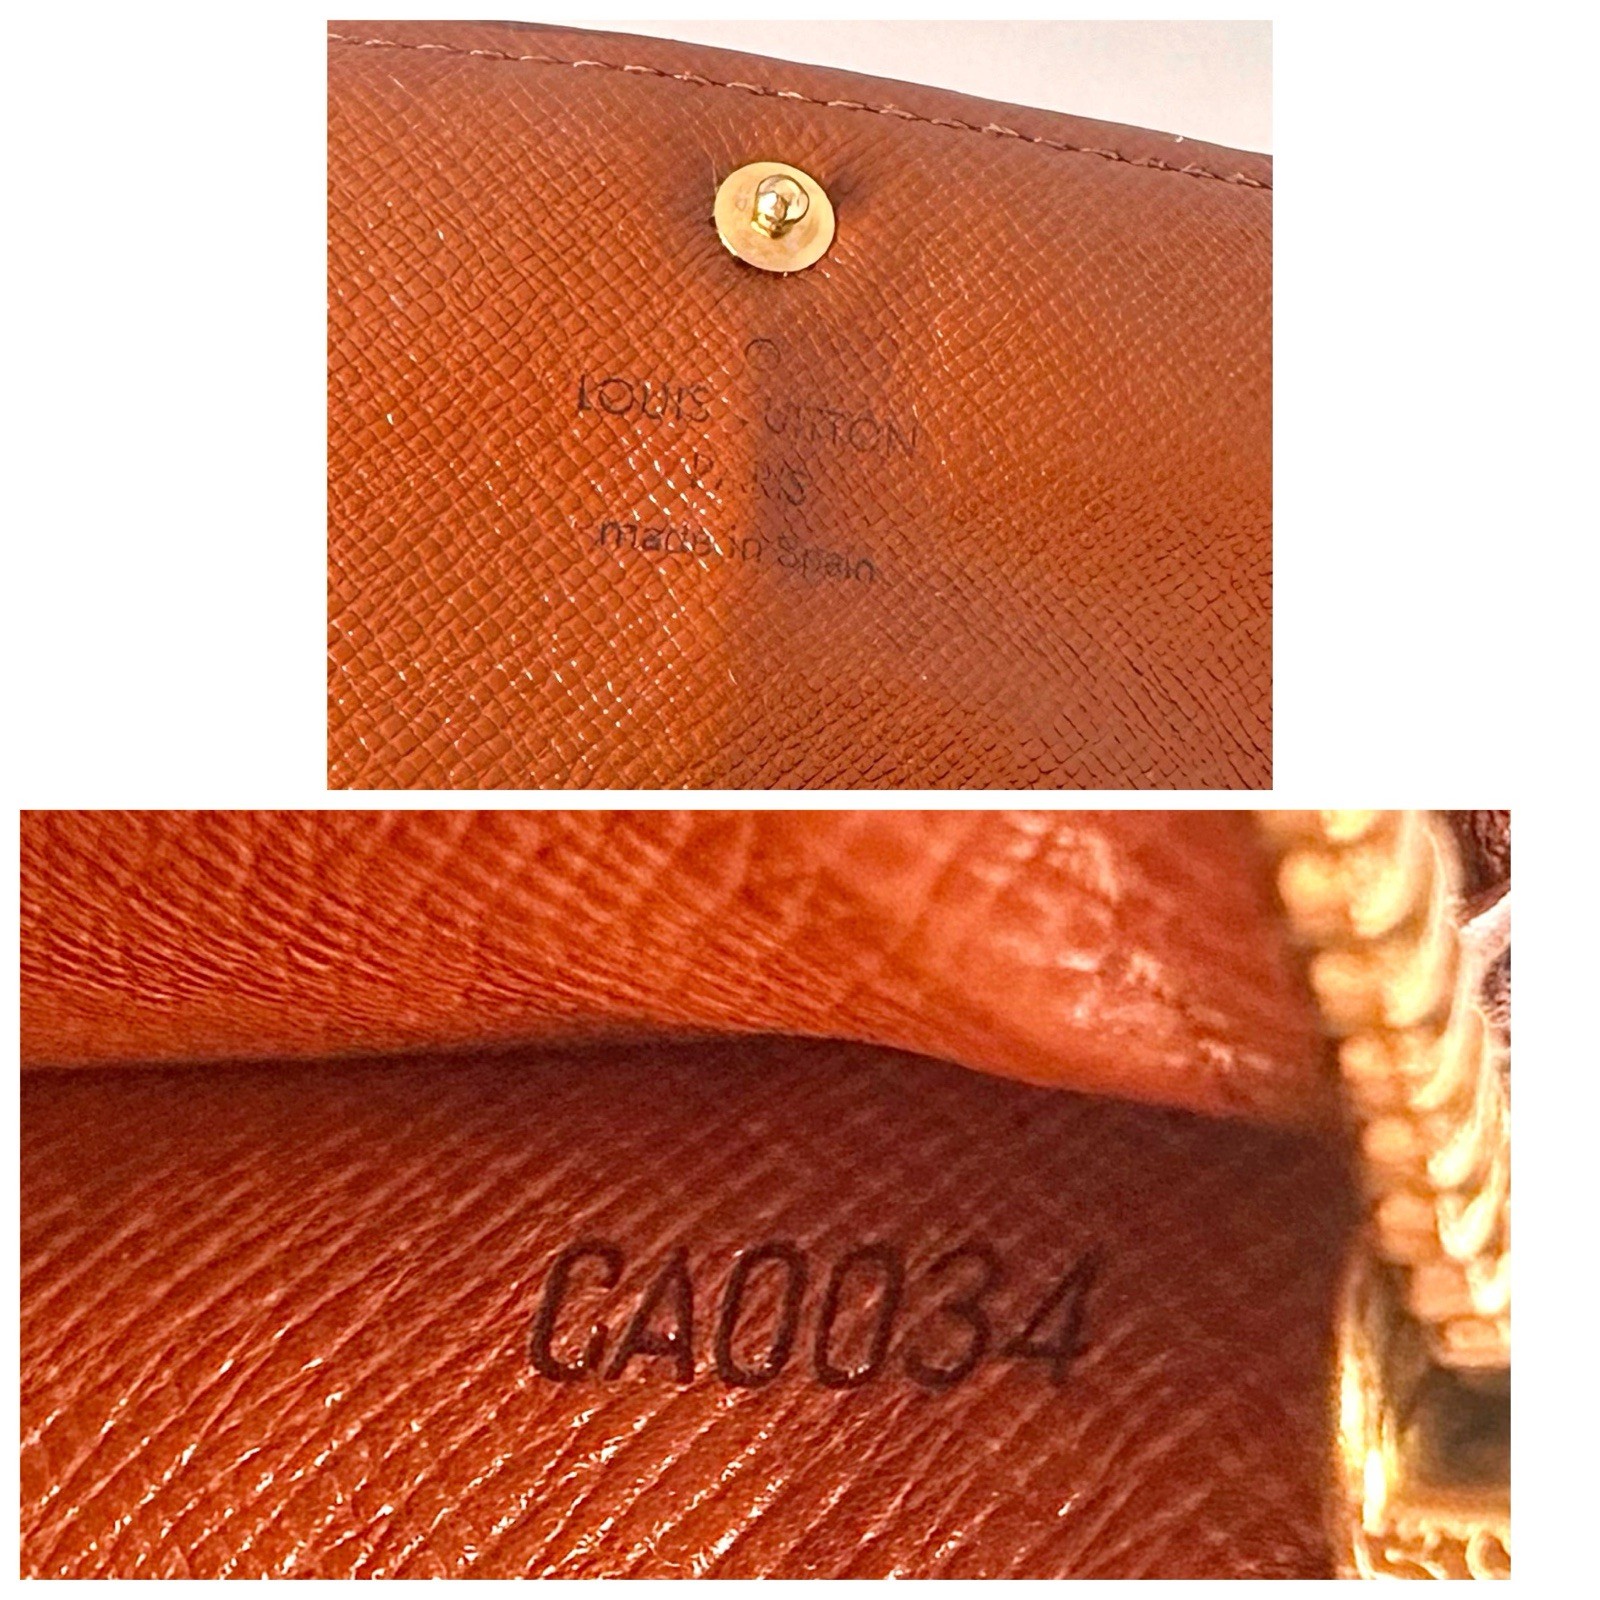 ®
LOUIS VUITTON
PARIS
made in Spain
CA0034